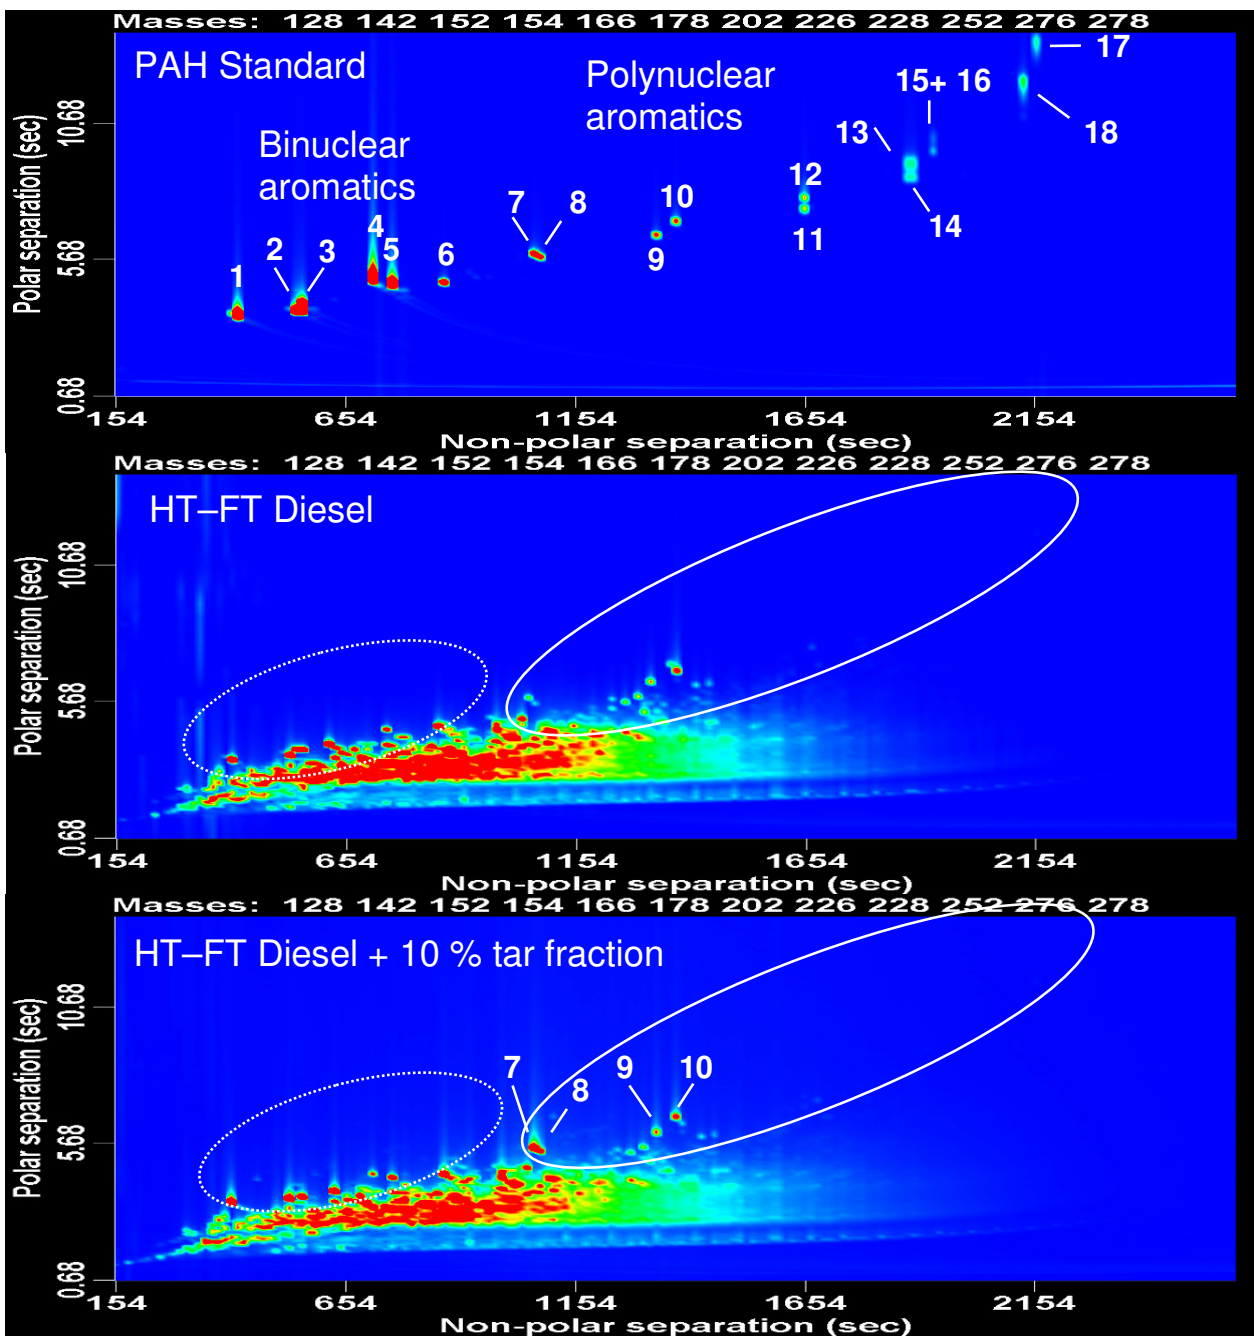 Masses: 128 142 152 154 166 178 202 226 228 252 276 278
PAH Standard
Polynuclear
aromatics
Binuclear
aromatics
1
2
3
4
5
6
7
8
9
10
11
12
13
14
15+ 16
17
18
Polar separation (sec)
10.68
5.68
0.68
154 654 1154 1654 2154
Non-polar separation (sec)
Masses: 128 142 152 154 166 178 202 226 228 252 276 278
HT–FT Diesel
Polar separation (sec)
10.68
5.68
0.68
154 654 1154 1654 2154
Non-polar separation (sec)
Masses: 128 142 152 154 166 178 202 226 228 252 276 278
HT–FT Diesel + 10 % tar fraction
7
8
9
10
Polar separation (sec)
10.68
5.68
0.68
154 654 1154 1654 2154
Non-polar separation (sec)